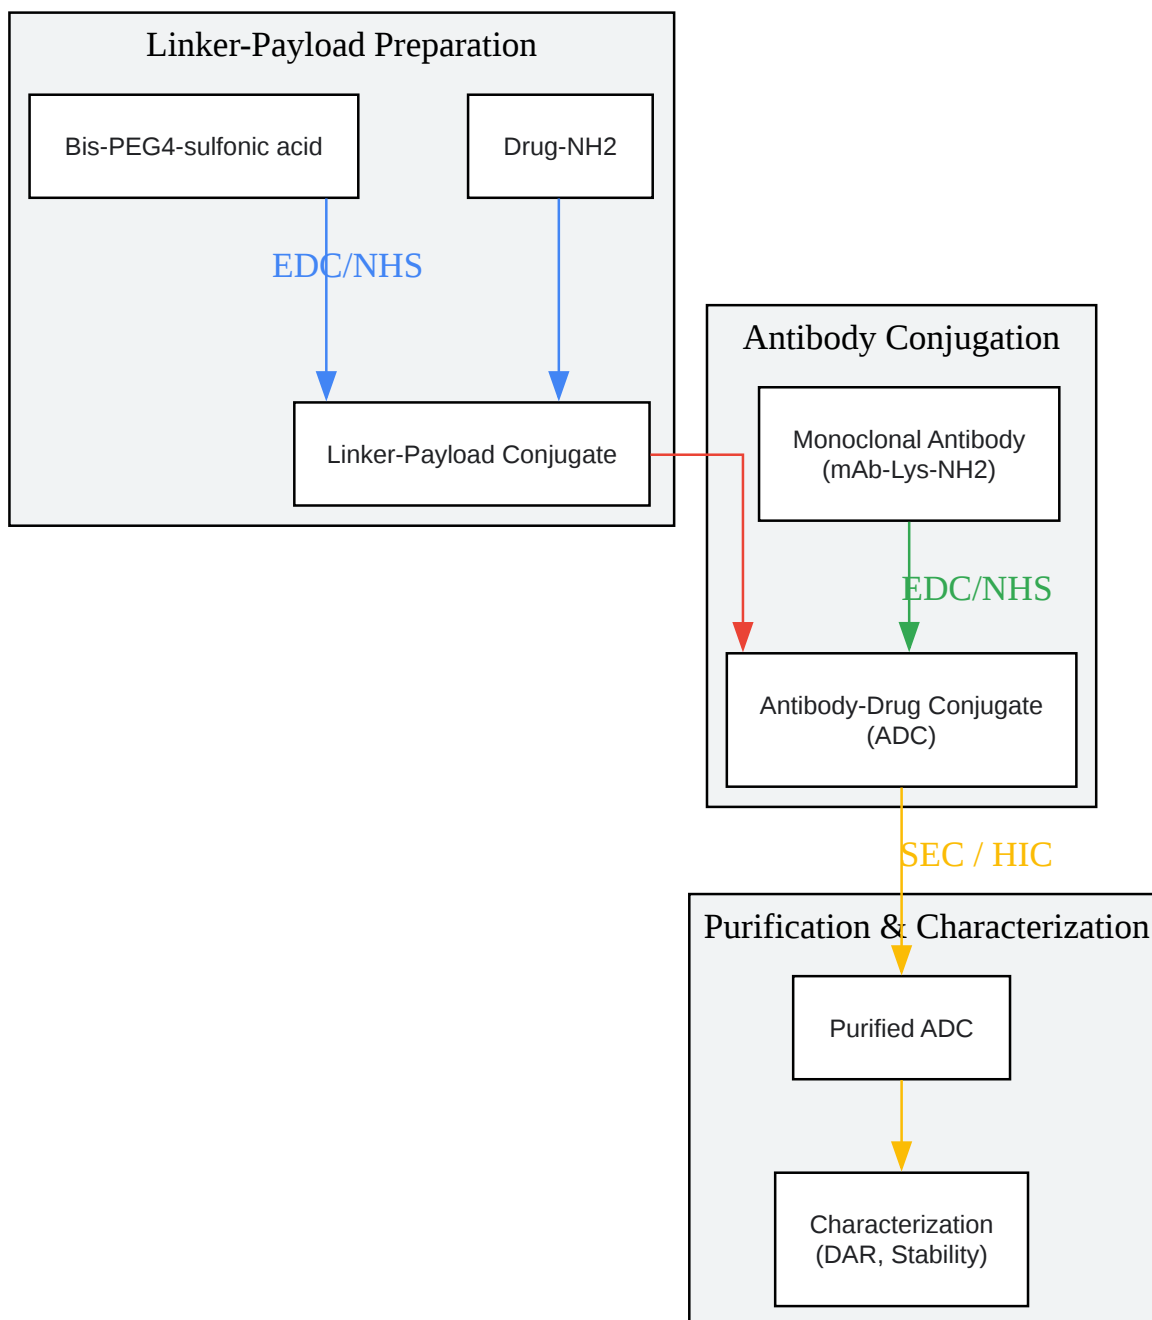 Linker-Payload Preparation
Bis-PEG4-sulfonic acid
Drug-NH2
EDC/NHS
Linker-Payload Conjugate
Antibody Conjugation
Monoclonal Antibody
(mAb-Lys-NH2)
EDC/NHS
Antibody-Drug Conjugate
(ADC)
SEC / HIC
Purification & Characterization
Purified ADC
Characterization
(DAR, Stability)